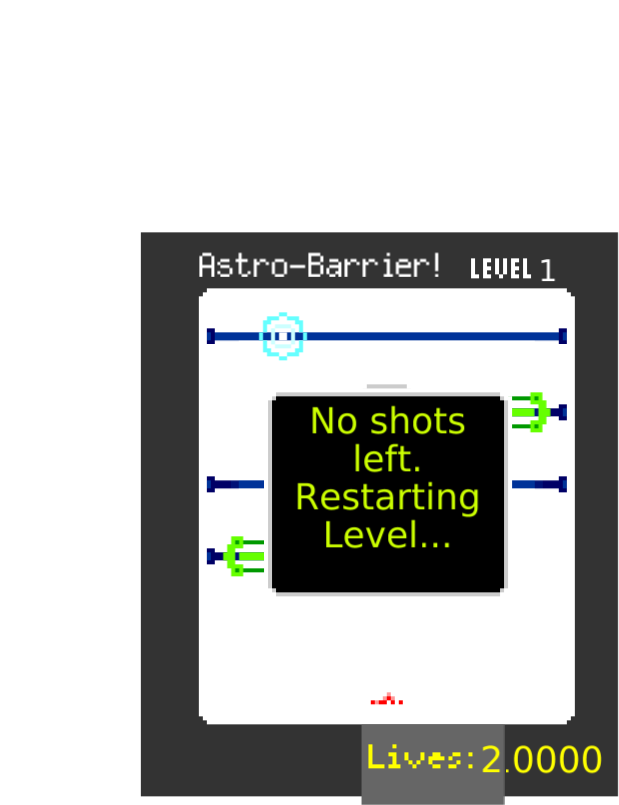 Astro-Barrier! LEVEL 1
No shots
left.
Restarting
Level...
Lives:2.0000